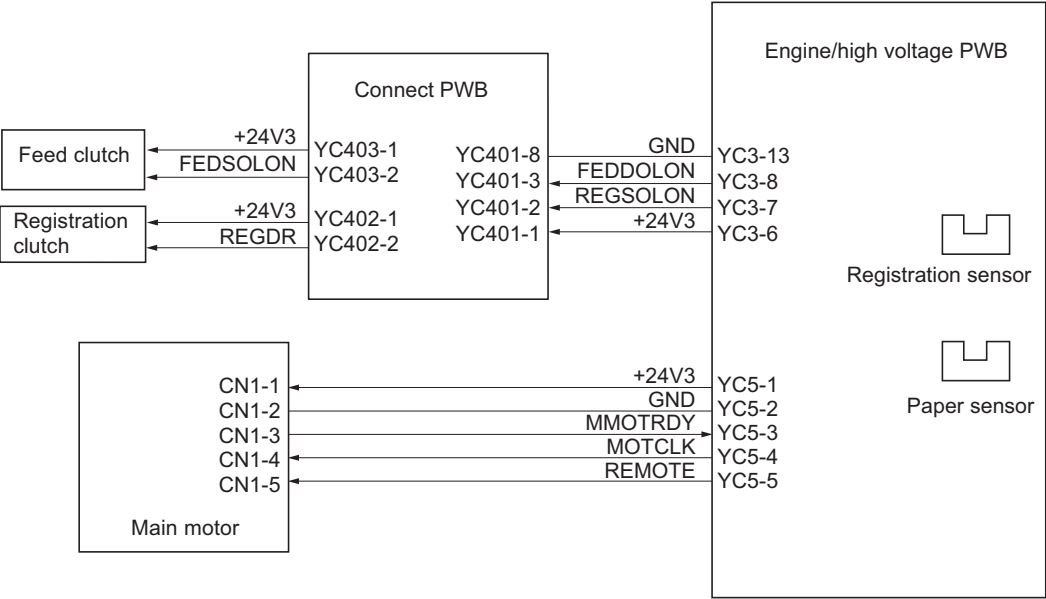 Engine/high voltage PWB
Connect PWB
Feed clutch
+24V3
FEDSOLON
YC403-1
YC403-2
Registration
clutch
+24V3
REGDR
YC402-1
YC402-2
YC401-8
YC401-3
YC401-2
YC401-1
GND
FEDDOLON
REGSOLON
+24V3
YC3-13
YC3-8
YC3-7
YC3-6
Registration sensor
Paper sensor
CN1-1
CN1-2
CN1-3
CN1-4
CN1-5
Main motor
+24V3
GND
MMOTRDY
MOTCLK
REMOTE
YC5-1
YC5-2
YC5-3
YC5-4
YC5-5